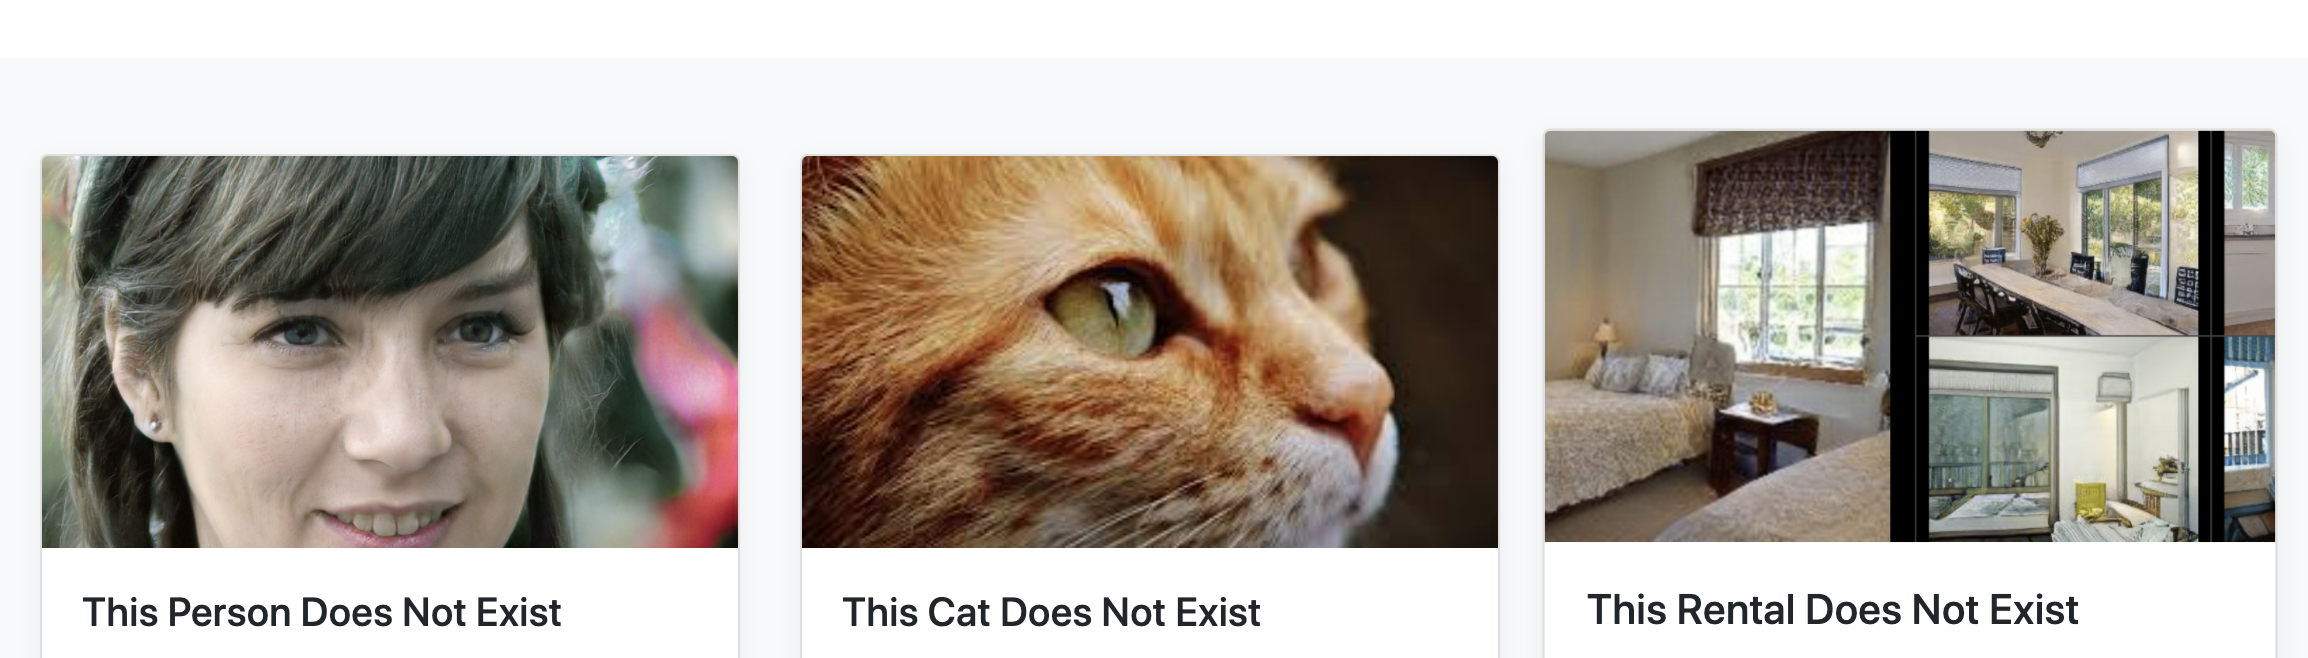 This Person Does Not Exist
This Cat Does Not Exist
This Rental Does Not Exist